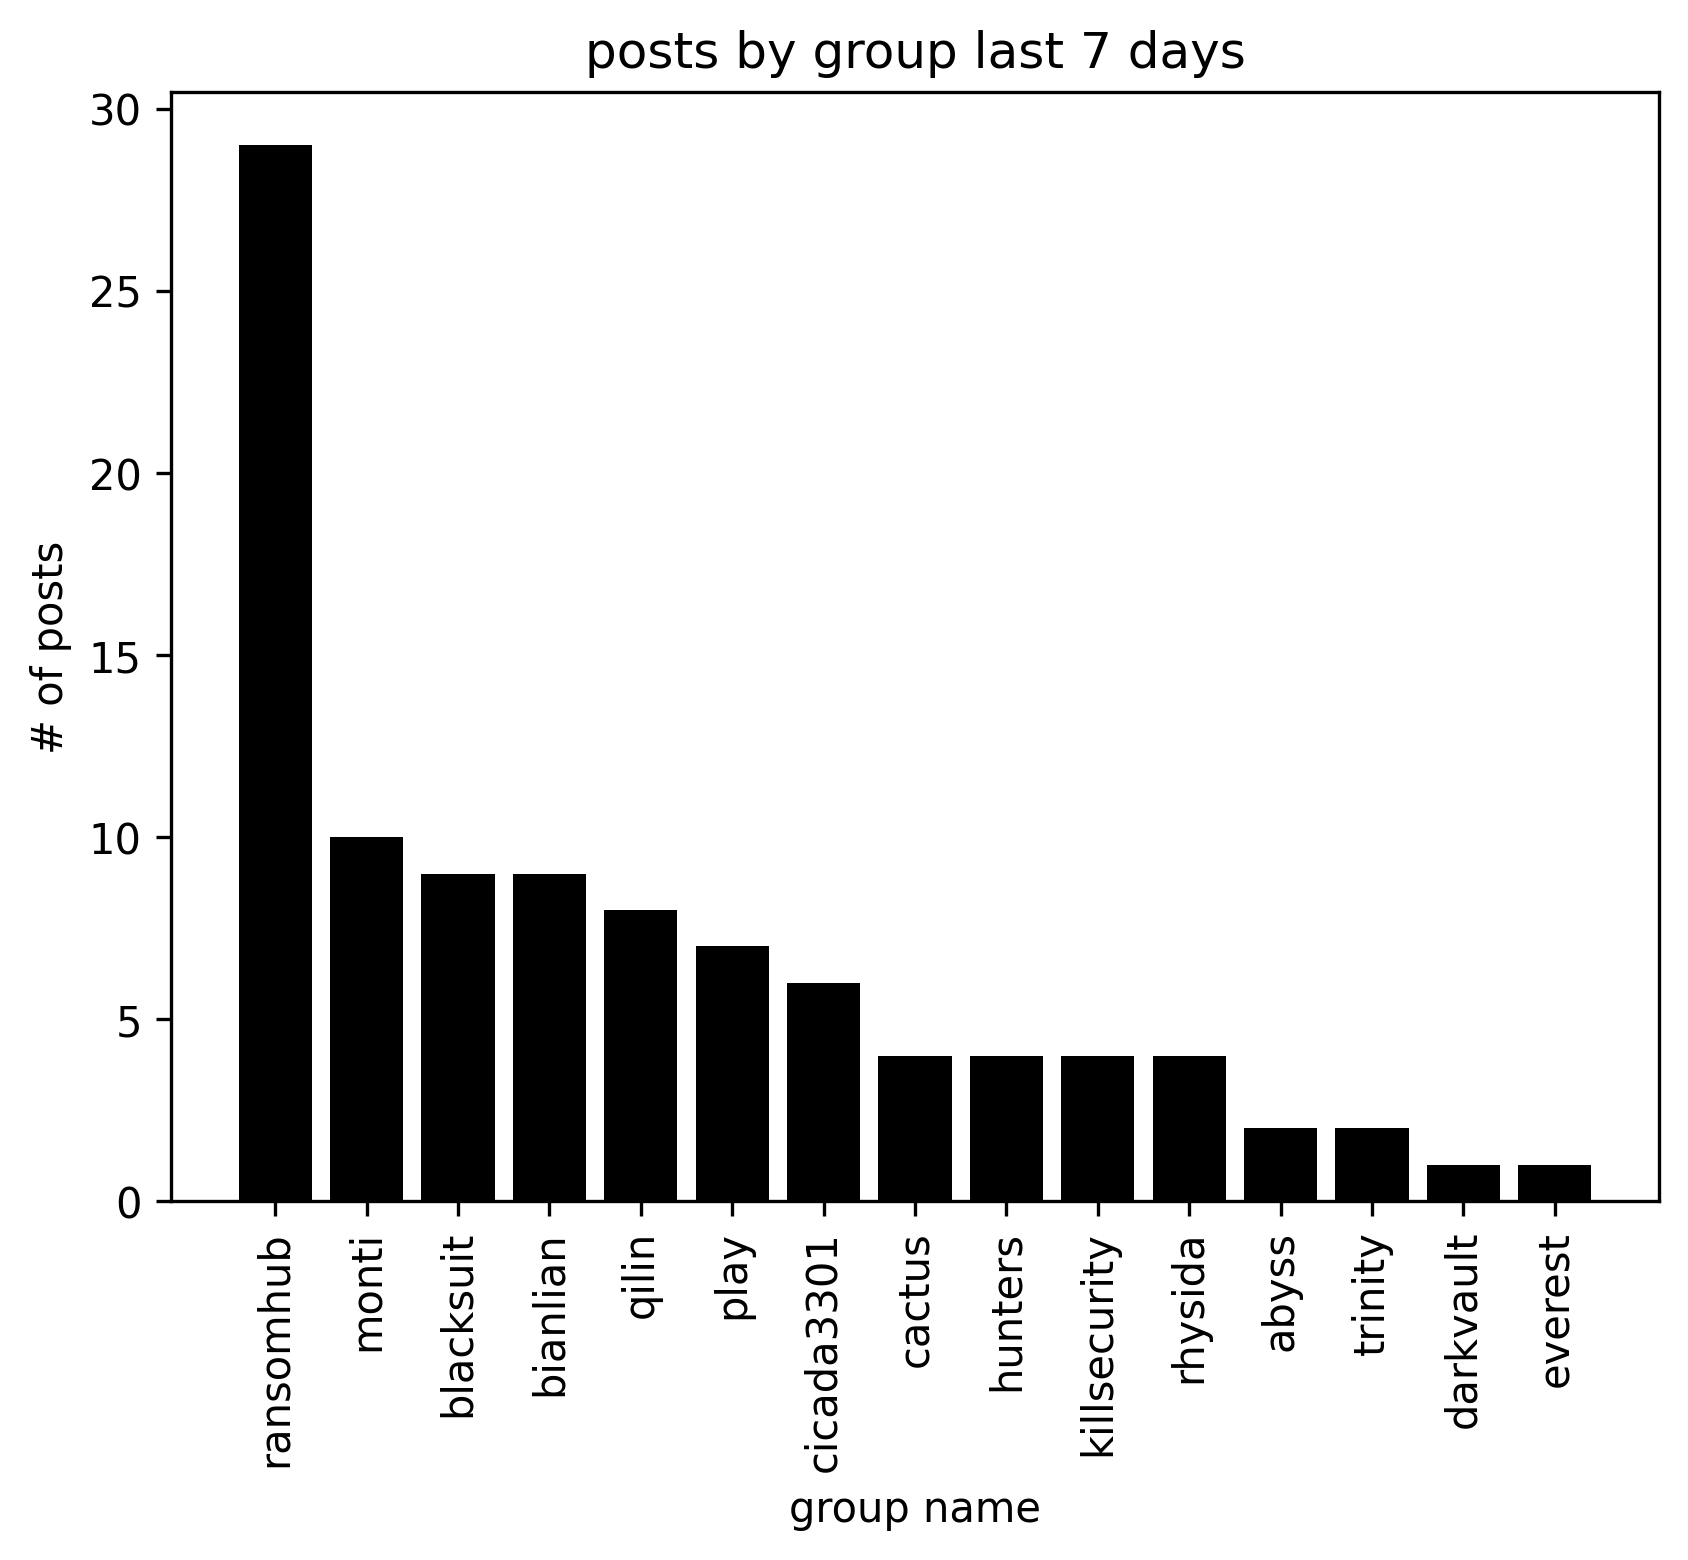 posts by group last 7 days
30
25
20
15
10
5
0
# of posts
ransomhub
monti
blacksuit
bianlian
qilin
play
cicada3301
cactus
hunters
killsecurity
rhysida
abyss
trinity
darkvault
everest
group name